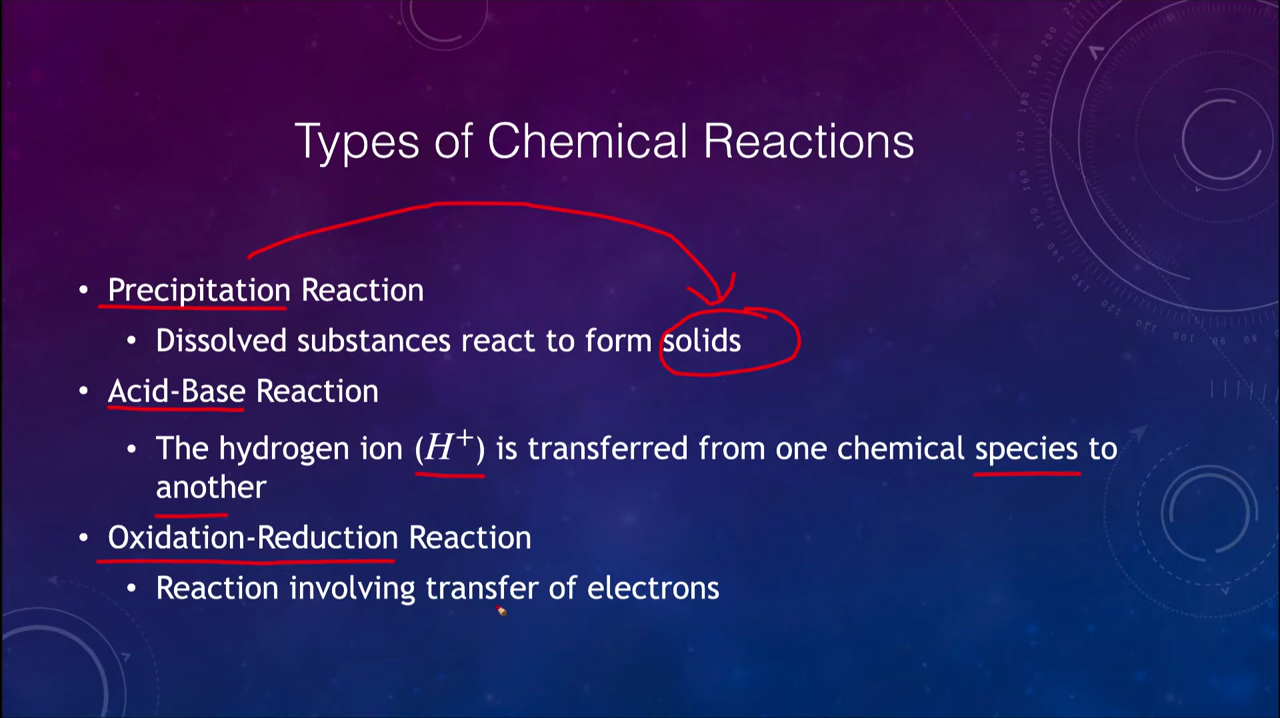 Types of Chemical Reactions
• Precipitation Reaction
• Dissolved substances react to form solids
• Acid-Base Reaction
• The hydrogen ion (H⁺) is transferred from one chemical species to
another
• Oxidation-Reduction Reaction
• Reaction involving transfer of electrons